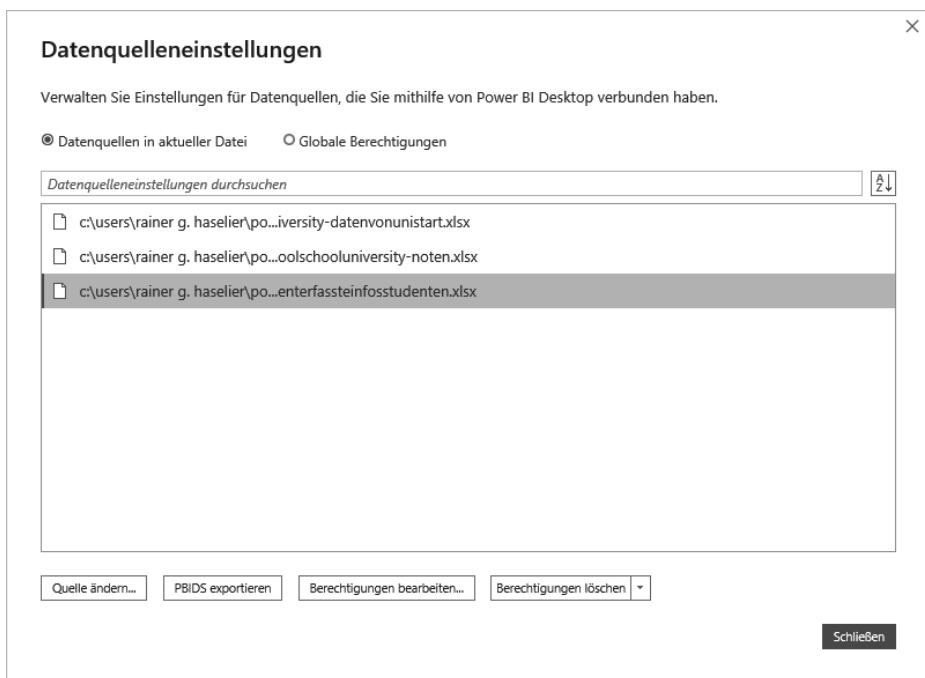 Datenquelleneinstellungen
Verwalten Sie Einstellungen für Datenquellen, die Sie mithilfe von Power BI Desktop verbunden haben.
Datenquellen in aktueller Datei Globale Berechtigungen
Datenquelleneinstellungen durchsuchen
A
Z
c:\users\rainer g. haselier\po...iversity-datenvonunistart.xlsx
c:\users\rainer g. haselier\po...oolschooluniversity-noten.xlsx
c:\users\rainer g. haselier\po...enterfassteinfosstudenten.xlsx
Quelle ändern... PBIDS exportieren Berechtigungen bearbeiten... Berechtigungen löschen
Schließen